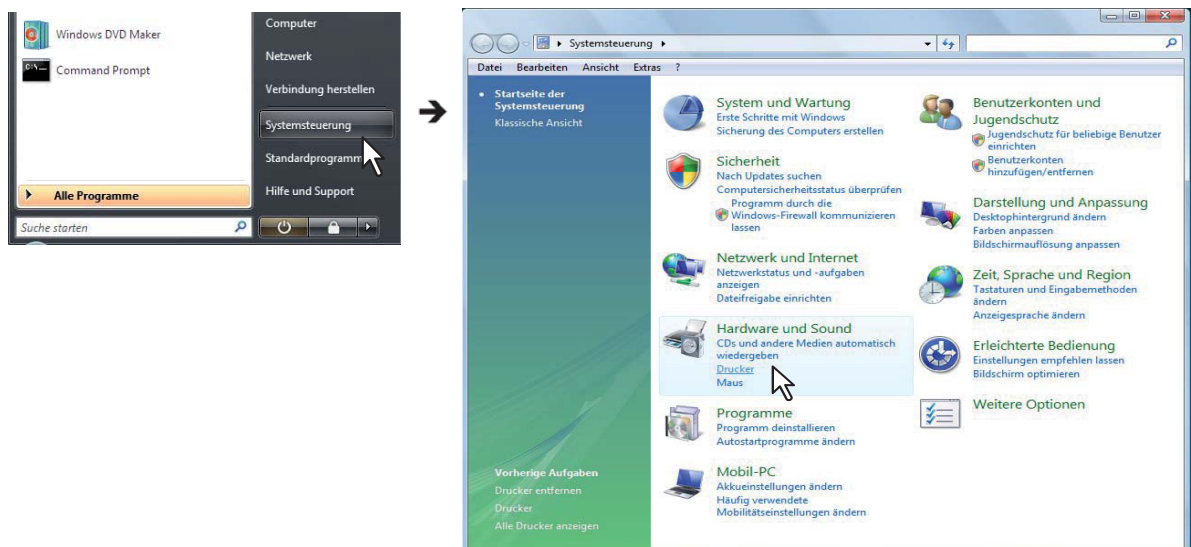 Windows DVD Maker
Command Prompt
Alle Programme
Suche starten
Computer
Netzwerk
Verbindung herstellen
Systemsteuerung
Standardprogramm
Hilfe und Support
Systemsteuerung
Datei Bearbeiten Ansicht Extras ?
Startseite der
Systemsteuerung
Klassische Ansicht
Vorherige Aufgaben
Drucker entfernen
Drucker
Alle Drucker anzeigen
System und Wartung
Erste Schritte mit Windows
Sicherung des Computers erstellen
Sicherheit
Nach Updates suchen
Computersicherheitsstatus überprüfen
Programm durch die
Windows-Firewall kommunizieren
lassen
Netzwerk und Internet
Netzwerkstatus und -aufgaben
anzeigen
Dateifreigabe einrichten
Hardware und Sound
CDs und andere Medien automatisch
wiedergeben
Drucker
Maus
Programme
Programm deinstallieren
Autostartprogramme ändern
Mobil-PC
Akkueinstellungen ändern
Häufig verwendete
Mobilitätseinstellungen ändern
Benutzerkonten und
Jugendschutz
Jugendschutz für beliebige Benutzer
einrichten
Benutzerkonten
hinzufügen/entfernen
Darstellung und Anpassung
Desktophintergrund ändern
Farben anpassen
Bildschirmauflösung anpassen
Zeit, Sprache und Region
Tastaturen und Eingabemethoden
ändern
Anzeigesprache ändern
Erleichterte Bedienung
Einstellungen empfehlen lassen
Bildschirm optimieren
Weitere Optionen